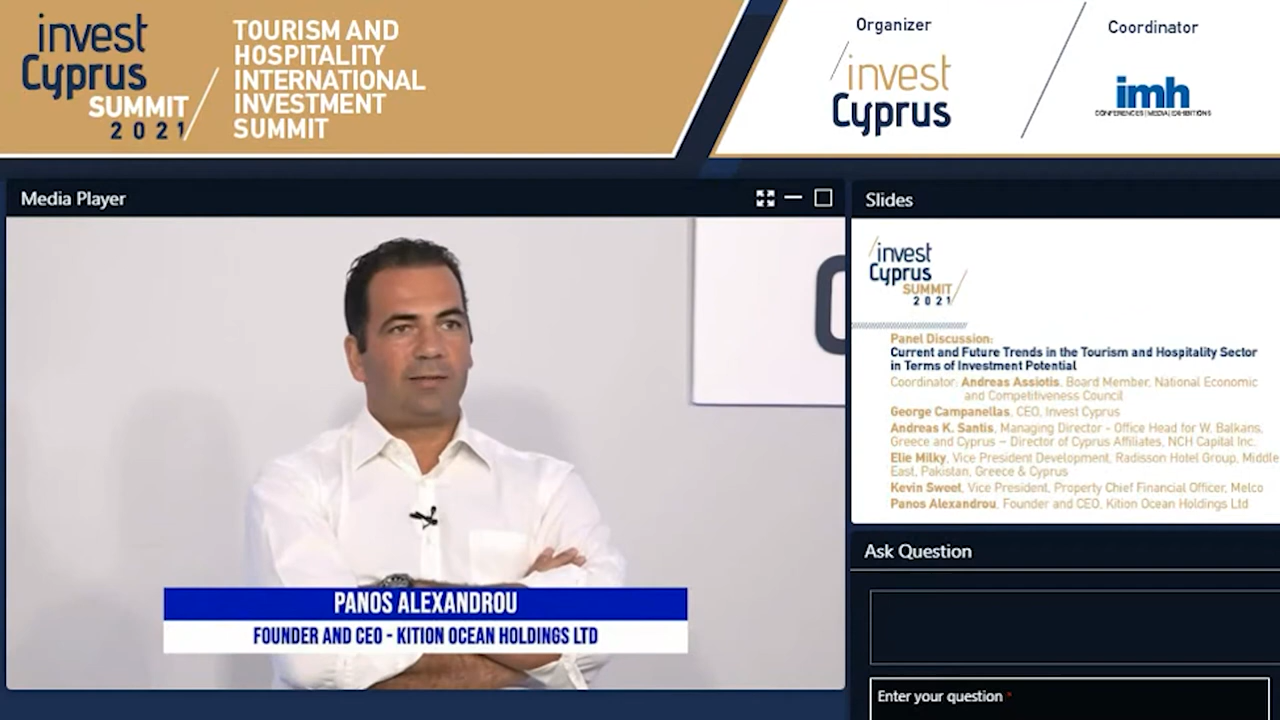 invest
Cyprus
SUMMIT
2021
TOURISM AND
HOSPITALITY
INTERNATIONAL
INVESTMENT
SUMMIT
Organizer
invest
Cyprus
Coordinator
imh
CONFERENCES | MEDIA | EXHIBITIONS
Media Player
PANOS ALEXANDROU
FOUNDER AND CEO - KITION OCEAN HOLDINGS LTD
Slides
invest
Cyprus
SUMMIT
2021
Panel Discussion:
Current and Future Trends in the Tourism and Hospitality Sector
in Terms of Investment Potential
Coordinator: Andreas Assiotis, Board Member, National Economic
and Competitiveness Council
George Campanellas, CEO, Invest Cyprus
Andreas K. Santis, Managing Director - Office Head for W. Balkans,
Greece and Cyprus – Director of Cyprus Affiliates, NCH Capital Inc.
Elie Milky, Vice President Development, Radisson Hotel Group, Middle
East, Pakistan, Greece & Cyprus
Kevin Sweet, Vice President, Property Chief Financial Officer, Melco
Panos Alexandrou, Founder and CEO, Kition Ocean Holdings Ltd
Ask Question
Enter your question *